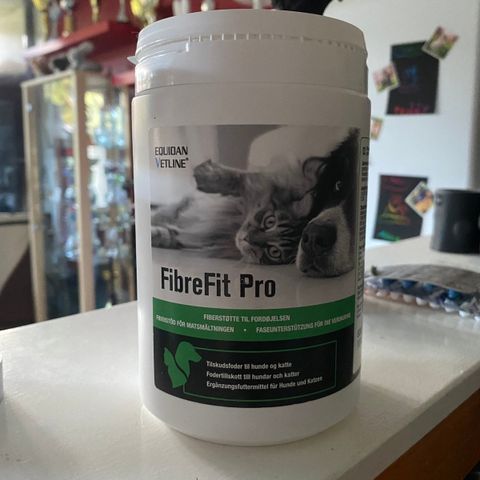 EQUIDAN
VETLINE®
FibreFit Pro
FIBERSTØTTE TIL FORDØJELSEN
FIBERSTÖD FÖR MATSMÄLTNINGEN • FASERUNTERSTÜTZUNG FÜR DIE VERDAUUNG
Tilskudsfoder til hunde og katte
Fodertillskott till hundar och katter
Ergänzungsfuttermittel für Hunde und Katzen